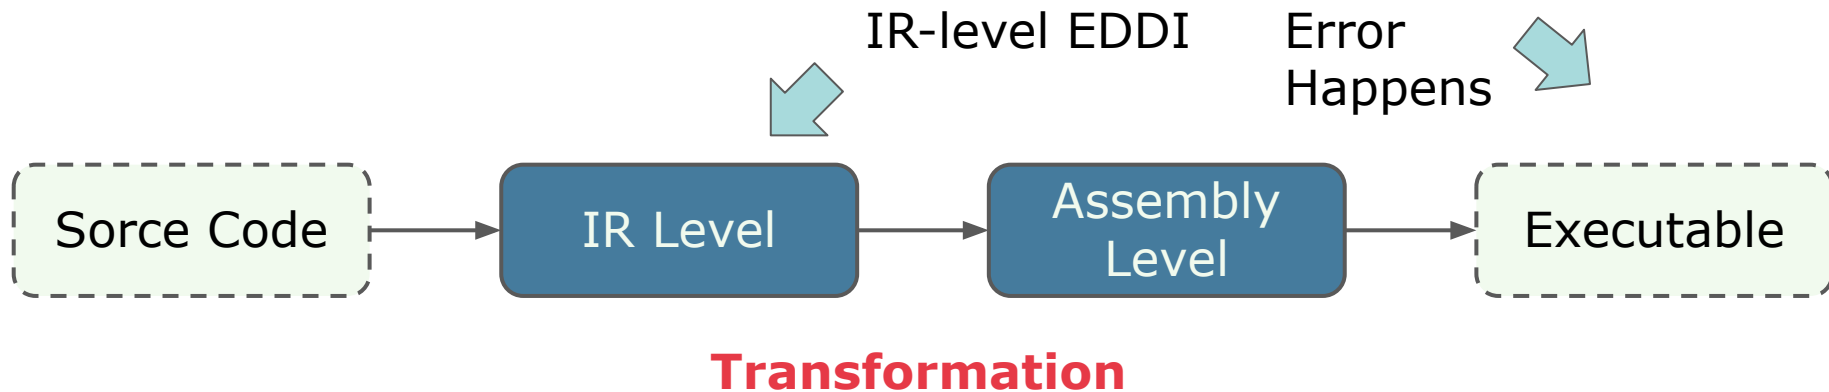 IR-level EDDI
Error
Happens
Sorce Code
IR Level
Assembly
Level
Executable
Transformation